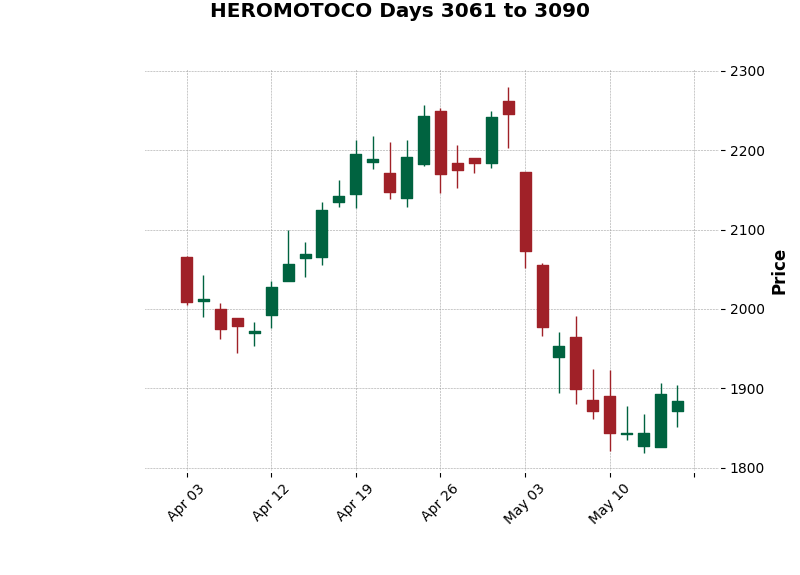 HEROMOTOCO Days 3061 to 3090
2300
2200
2100
2000
1900
1800
Price
Apr 03
Apr 12
Apr 19
Apr 26
May 03
May 10